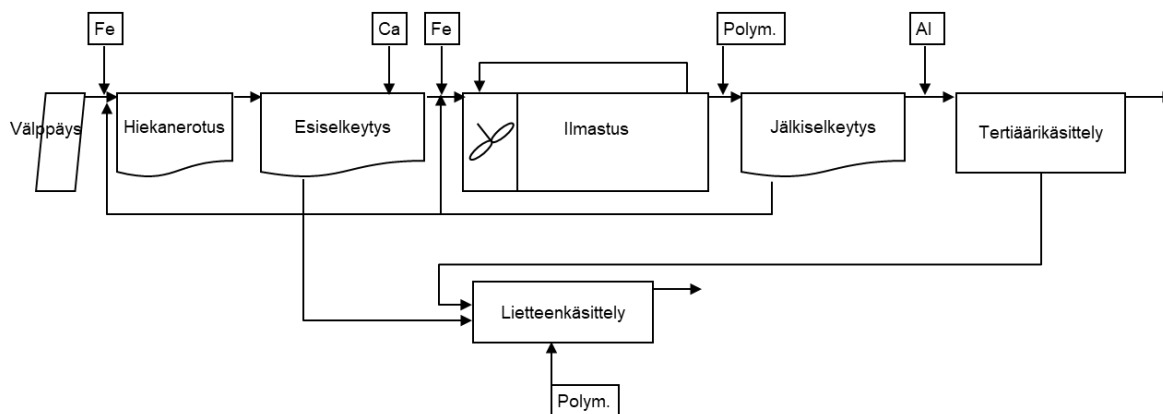 Fe
Ca
Fe
Polym.
Al
Välppäys
Hiekanerotus
Esiselkeytys
Ilmastus
Jälkiselkeytys
Tertiäärikäsittely
Lietteenkäsittely
Polym.